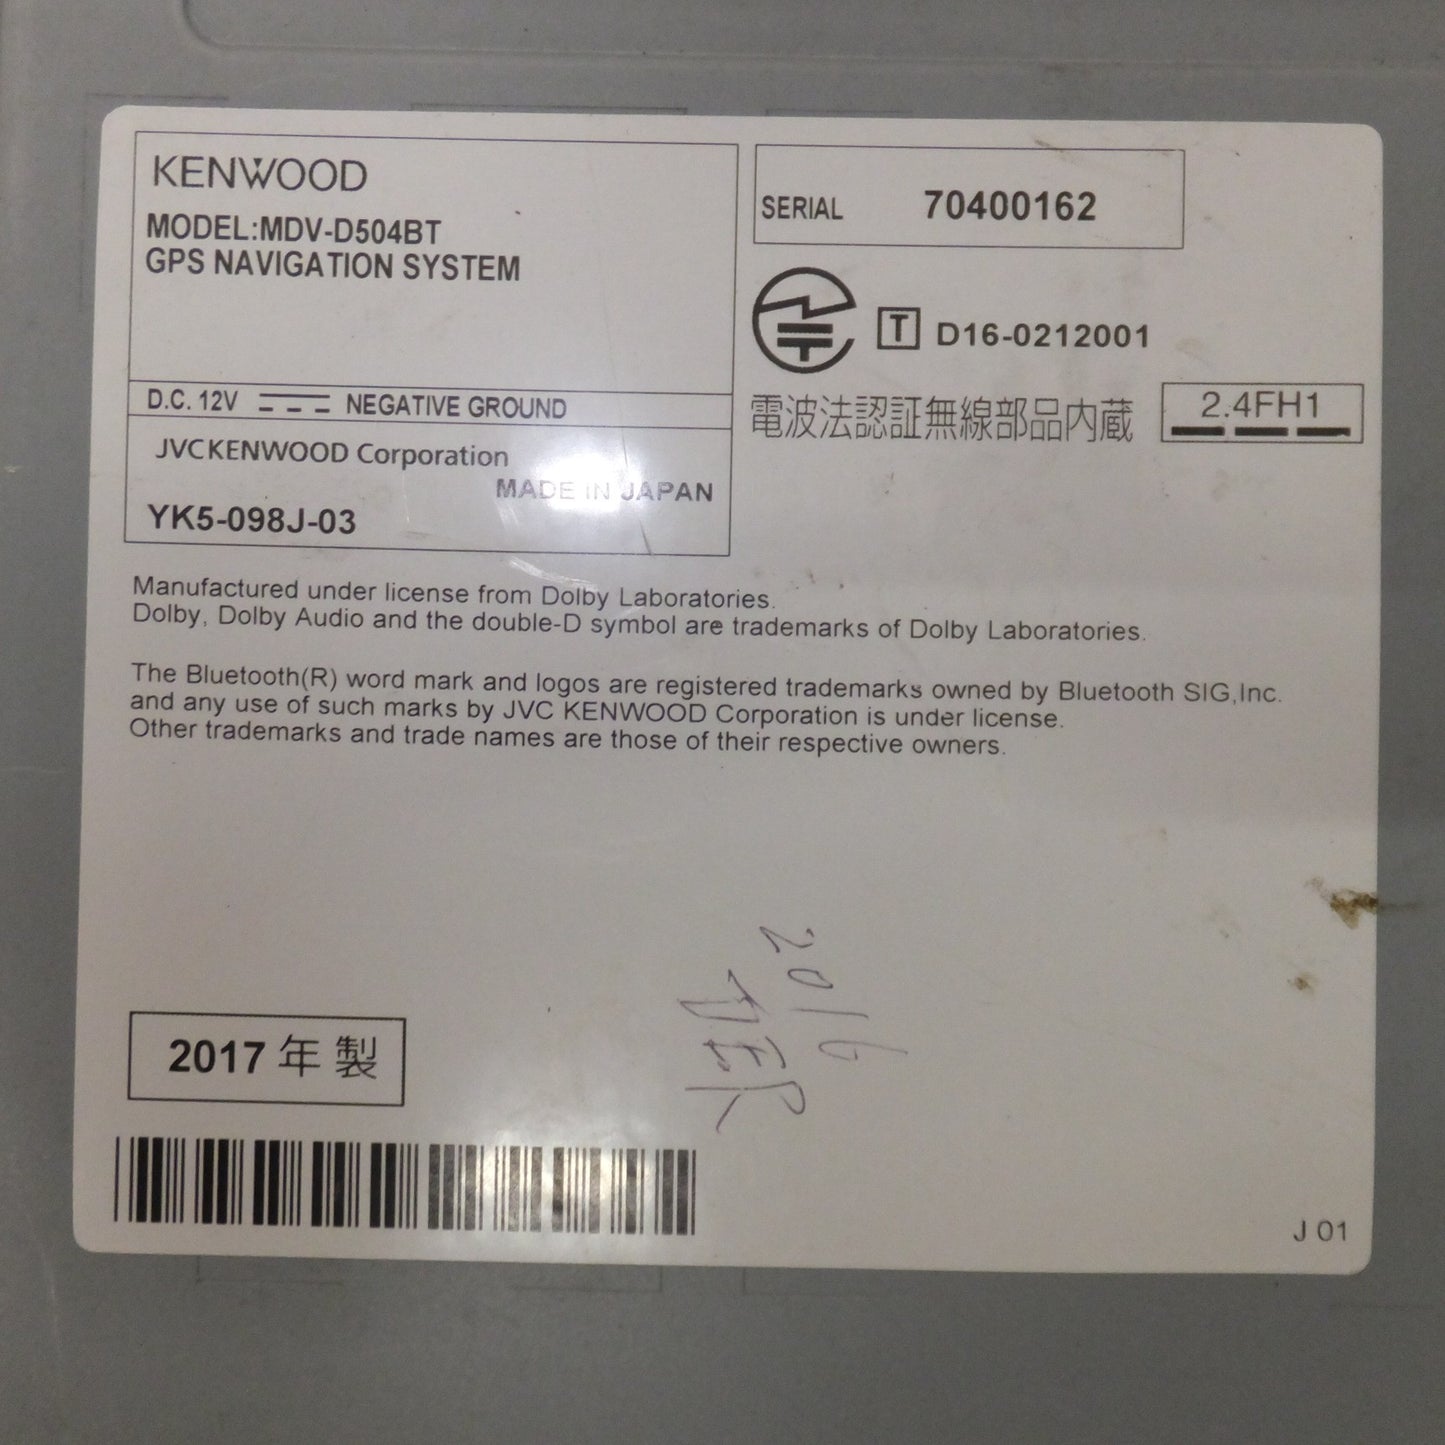 KENWOOD
MODEL:MDV-D504BT
GPS NAVIGATION SYSTEM
D.C. 12V NEGATIVE GROUND
JVCKENWOOD Corporation
MADE IN JAPAN
YK5-098J-03
SERIAL 70400162
T D16-0212001
電波法認証無線部品内蔵 2.4FH1
Manufactured under license from Dolby Laboratories.
Dolby, Dolby Audio and the double-D symbol are trademarks of Dolby Laboratories.
The Bluetooth(R) word mark and logos are registered trademarks owned by Bluetooth SIG,Inc.
and any use of such marks by JVC KENWOOD Corporation is under license.
Other trademarks and trade names are those of their respective owners.
2016
2017 年 製
J 01